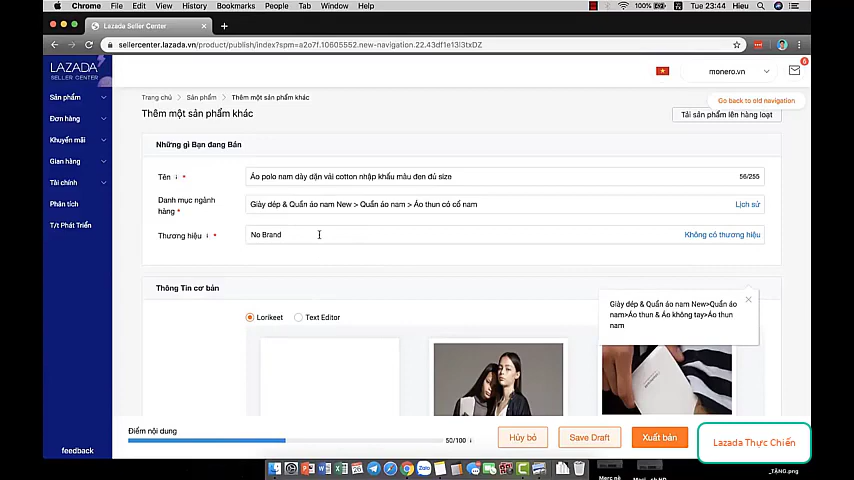 Chrome File Edit View History Bookmarks People Tab Window Help 100% Tue 23:44 Hieu
Lazada Seller Center
sellercenter.lazada.vn/product/publish/index?spm=a2o7f.10605552.new-navigation.22.43df1e13l3txDZ
LAZADA
SELLER CENTER
monero.vn
Sản phẩm
Đơn hàng
Khuyến mãi
Gian hàng
Tài chính
Phân tích
T/t Phát Triển
feedback
Trang chủ > Sản phẩm > Thêm một sản phẩm khác
Go back to old navigation
Thêm một sản phẩm khác
Tải sản phẩm lên hàng loạt
Những gì Bạn đang Bán
Tên * Áo polo nam dày dặn vải cotton nhập khẩu màu đen đủ size 56/255
Danh mục ngành
hàng * Giày dép & Quần áo nam New > Quần áo nam > Áo thun có cổ nam Lịch sử
Thương hiệu * No Brand Không có thương hiệu
Thông Tin cơ bản
Lorikeet Text Editor
Giày dép & Quần áo nam New>Quần áo
nam>Áo thun & Áo không tay>Áo thun
nam
Điểm nội dung
50/100
Hủy bỏ
Save Draft
Xuất bản
Lazada Thực Chiến
_TẶNG.png